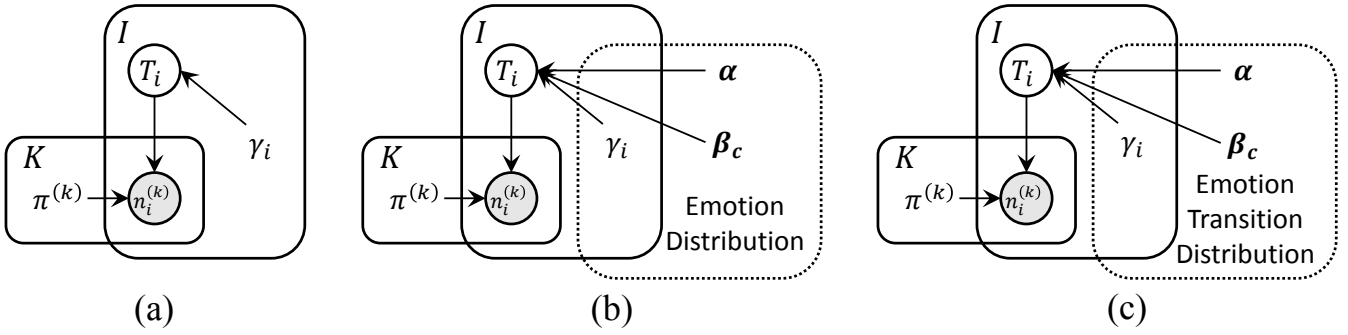 I
T_i
γ_i
K
π^(k)
n_i^(k)
(a)
I
T_i
α
γ_i
β_c
K
π^(k)
n_i^(k)
Emotion
Distribution
(b)
I
T_i
α
γ_i
β_c
K
π^(k)
n_i^(k)
Emotion
Transition
Distribution
(c)